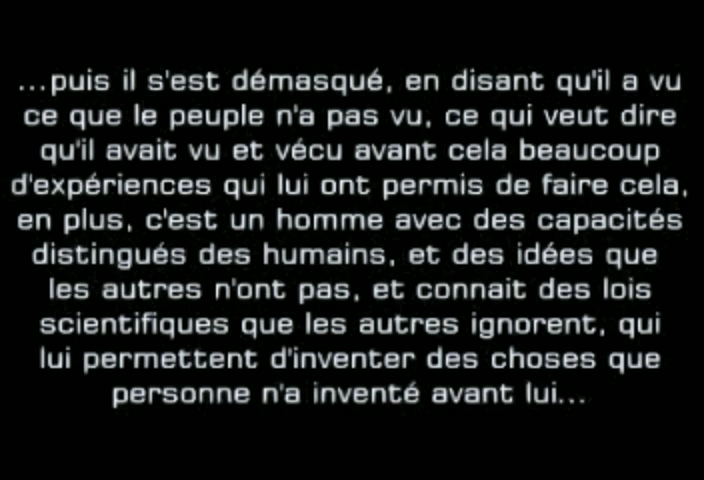 ...puis il s'est démasqué, en disant qu'il a vu
ce que le peuple n'a pas vu, ce qui veut dire
qu'il avait vu et vécu avant cela beaucoup
d'expériences qui lui ont permis de faire cela,
en plus, c'est un homme avec des capacités
distingués des humains, et des idées que
les autres n'ont pas, et connait des lois
scientifiques que les autres ignorent, qui
lui permettent d'inventer des choses que
personne n'a inventé avant lui...